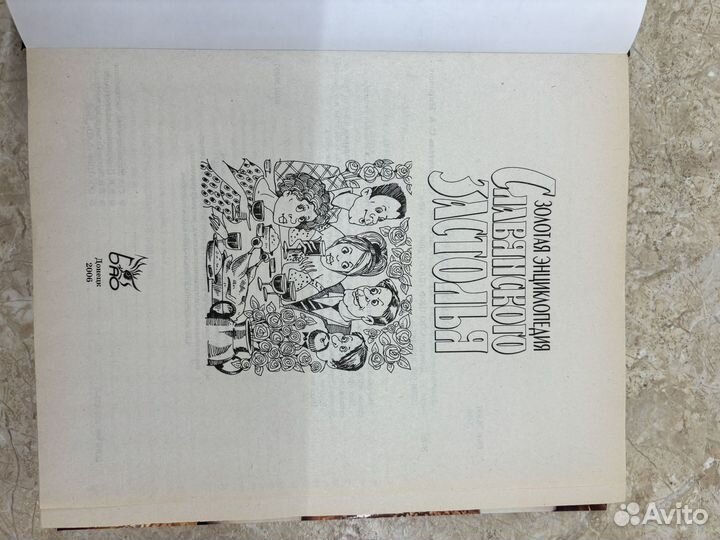 ЗОЛОТАЯ ЭНЦИКЛОПЕДИЯ
СЛАВЯНСКОГО
ЗАСТОЛЬЯ
БАО
Донецк
2006
Avito